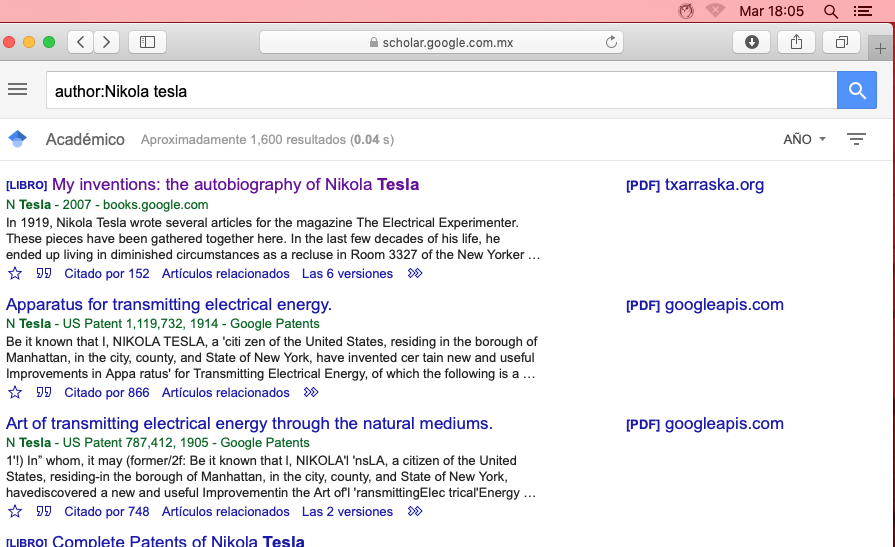 Mar 18:05
scholar.google.com.mx
author:Nikola tesla
Académico Aproximadamente 1,600 resultados (0.04 s) AÑO
[LIBRO] My inventions: the autobiography of Nikola Tesla [PDF] txarraska.org
N Tesla - 2007 - books.google.com
In 1919, Nikola Tesla wrote several articles for the magazine The Electrical Experimenter.
These pieces have been gathered together here. In the last few decades of his life, he
ended up living in diminished circumstances as a recluse in Room 3327 of the New Yorker ...
Citado por 152 Artículos relacionados Las 6 versiones
Apparatus for transmitting electrical energy. [PDF] googleapis.com
N Tesla - US Patent 1,119,732, 1914 - Google Patents
Be it known that I, NIKOLA TESLA, a 'citi zen of the United States, residing in the borough of
Manhattan, in the city, county, and State of New York, have invented cer tain new and useful
Improvements in Appa ratus' for Transmitting Electrical Energy, of which the following is a ...
Citado por 866 Artículos relacionados
Art of transmitting electrical energy through the natural mediums. [PDF] googleapis.com
N Tesla - US Patent 787,412, 1905 - Google Patents
1'!) In" whom, it may (former/2f: Be it known that I, NIKOLA'I 'nsLA, a citizen of the United
States, residing-in the borough of Manhattan, in the city, county, and State of New York,
havediscovered a new and useful Improvementin the Art of'l 'ransmittingElec trical'Energy ...
Citado por 748 Artículos relacionados Las 2 versiones
[LIBRO] Complete Patents of Nikola Tesla